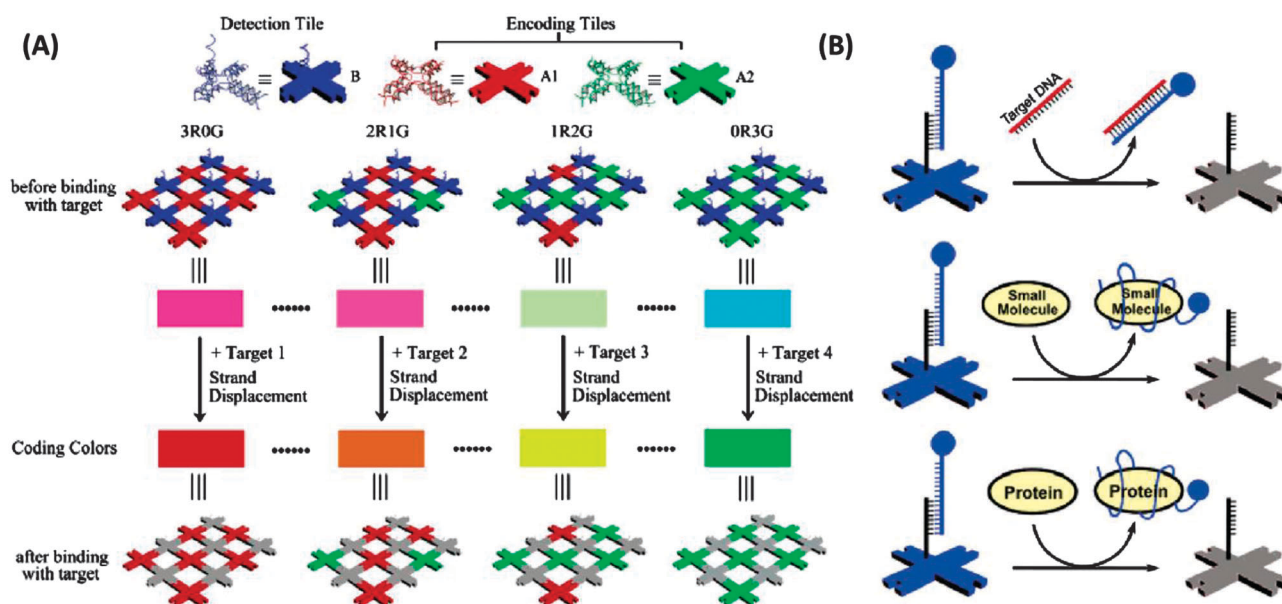 (A)
Detection Tile
Encoding Tiles
≡ B
≡ A1
≡ A2
3R0G 2R1G 1R2G 0R3G
before binding
with target
+ Target 1
Strand
Displacement
+ Target 2
Strand
Displacement
+ Target 3
Strand
Displacement
+ Target 4
Strand
Displacement
Coding Colors
after binding
with target
(B)
Target DNA
Small
Molecule
Small
Molecule
Protein
Protein